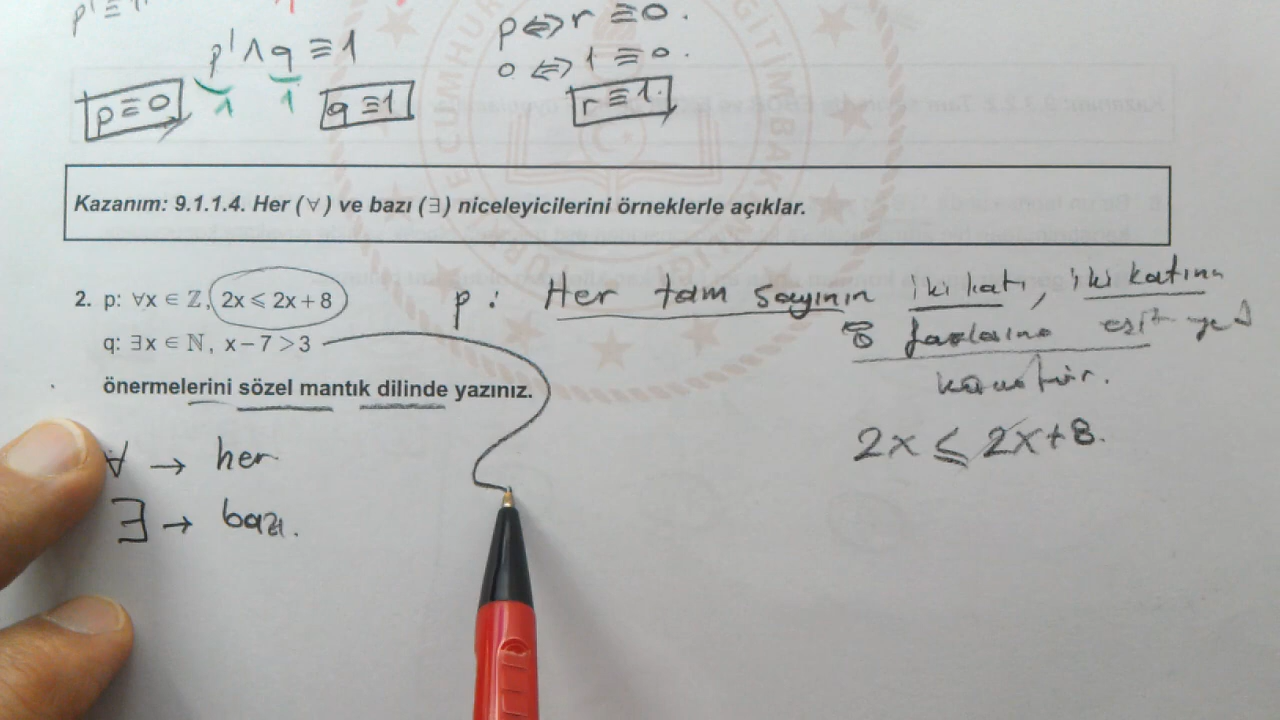 p' ∧ q ≡ 1
1 1
p ≡ 0
q ≡ 1
p ⇔ r ≡ 0.
0 ⇔ 1 ≡ 0.
r ≡ 1.
Kazanım: 9.1.1.4. Her (∀) ve bazı (∃) niceleyicilerini örneklerle açıklar.
2. p: ∀x ∈ ℤ, 2x ⩽ 2x + 8
q: ∃x ∈ ℕ, x – 7 > 3
önermelerini sözel mantık dilinde yazınız.
p : Her tam sayının iki katı, iki katının
8 fazlasına eşit veya
küçüktür.
2x ≤ 2x+8.
∀ → her
∃ → bazı.